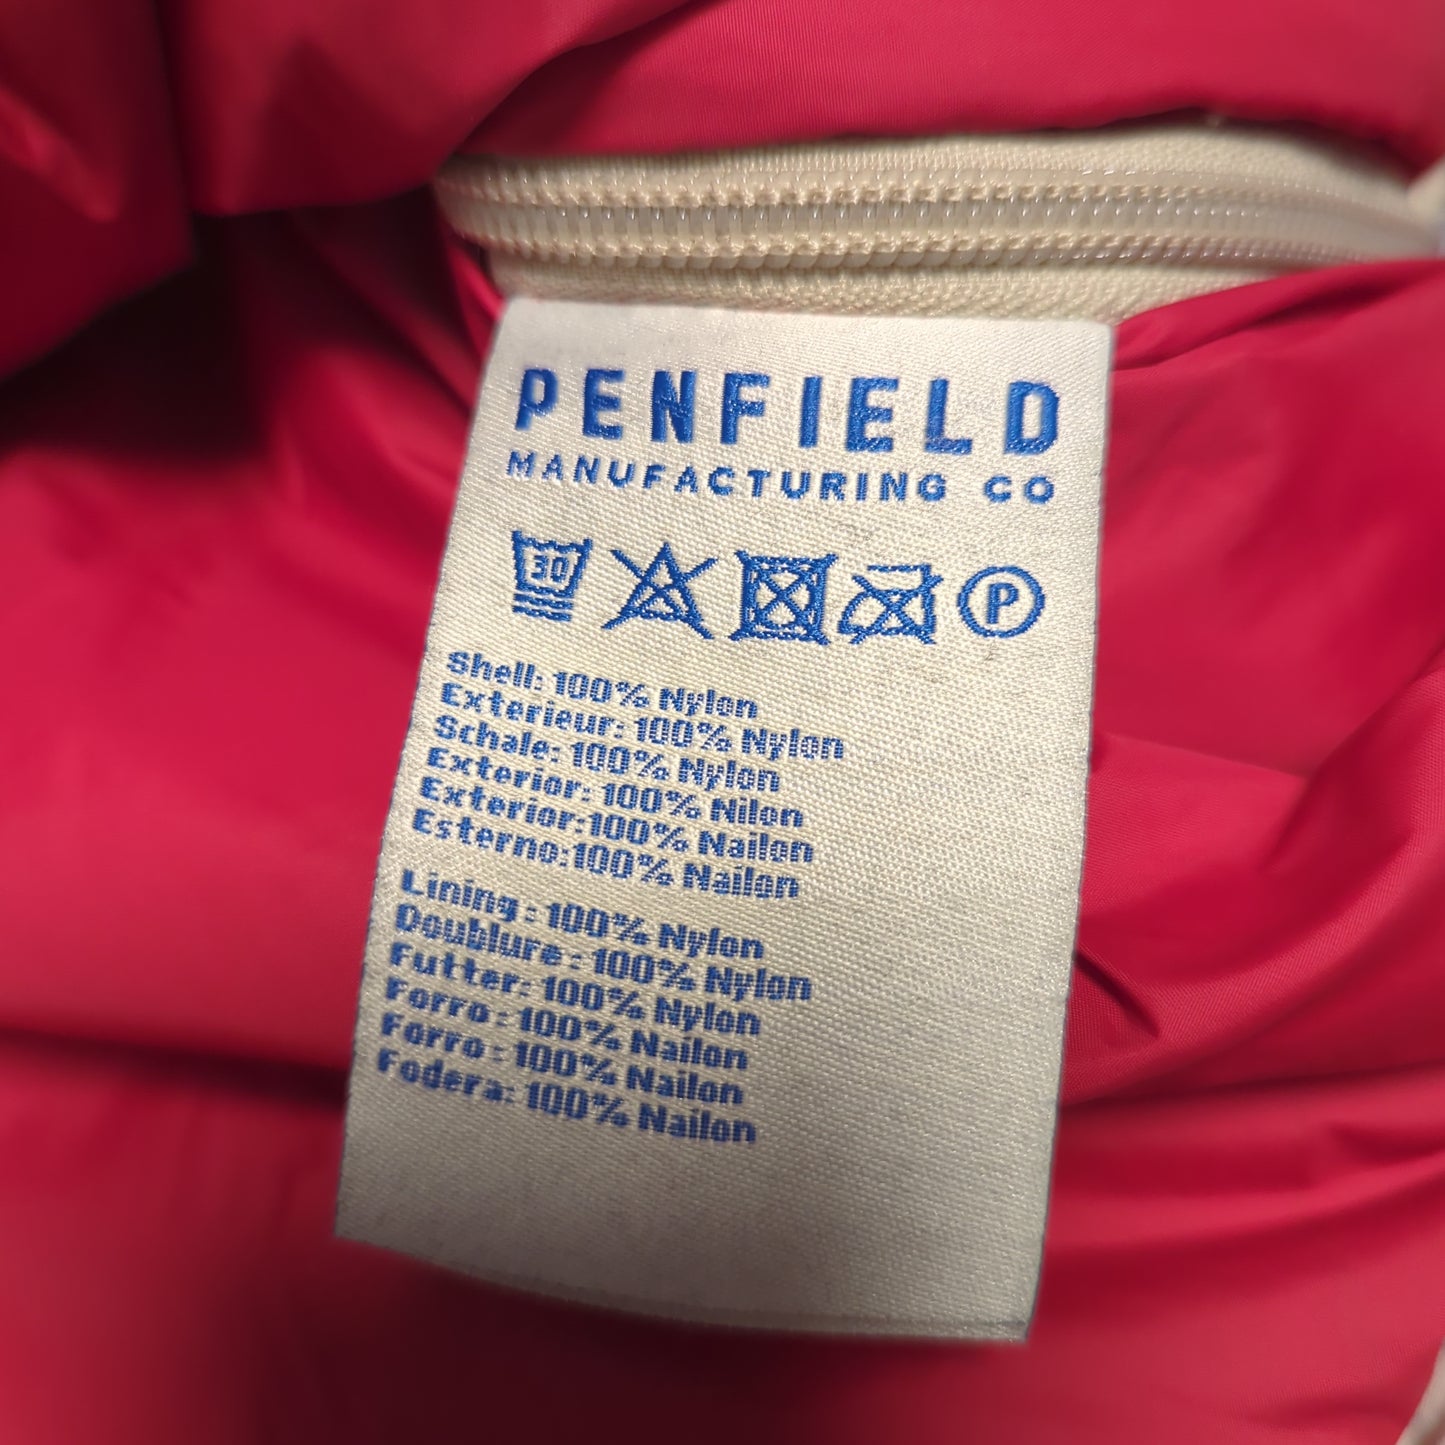 PENFIELD
MANUFACTURING CO
30 P
Shell: 100% Nylon
Exterieur: 100% Nylon
Schale: 100% Nylon
Exterior: 100% Nilon
Exterior:100% Nailon
Esterno:100% Nailon
Lining : 100% Nylon
Doublure : 100% Nylon
Futter: 100% Nylon
Forro : 100% Nailon
Forro : 100% Nailon
Fodera: 100% Nailon